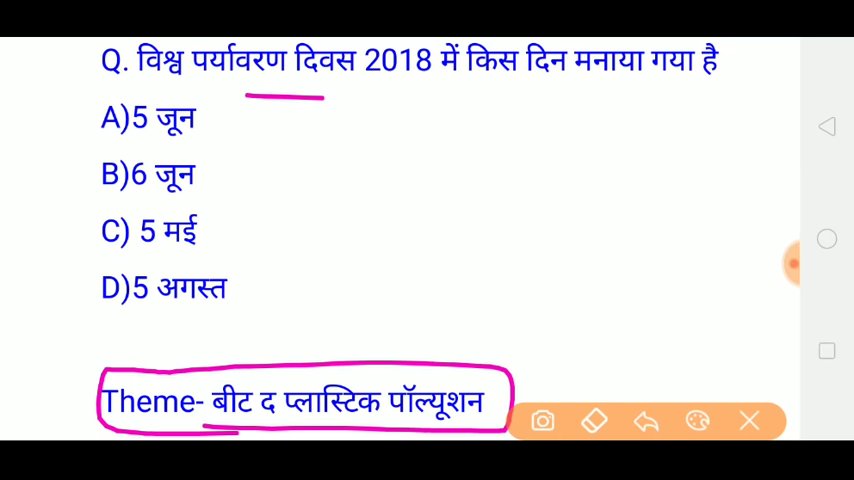 Q. विश्व पर्यावरण दिवस 2018 में किस दिन मनाया गया है
A)5 जून
B)6 जून
C) 5 मई
D)5 अगस्त
Theme- बीट द प्लास्टिक पॉल्यूशन